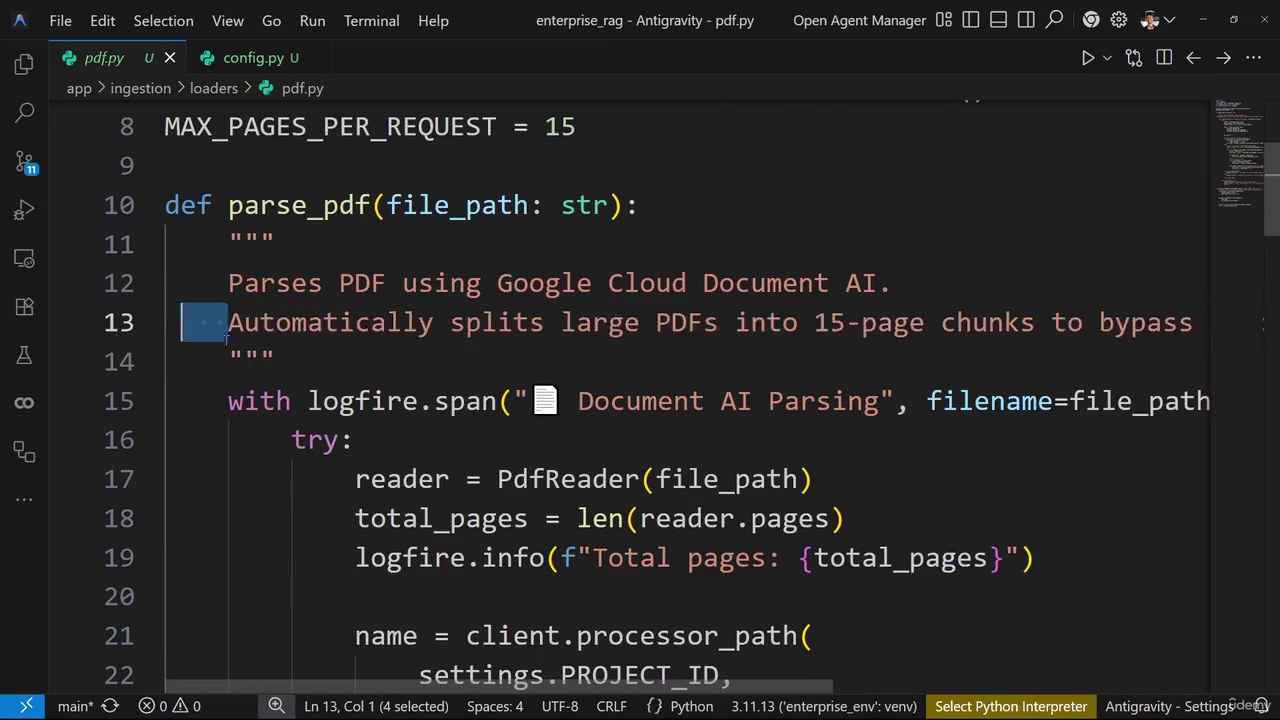 File Edit Selection View Go Run Terminal Help enterprise_rag - Antigravity - pdf.py Open Agent Manager
pdf.py U config.py U
app ingestion loaders pdf.py
8 MAX_PAGES_PER_REQUEST = 15
9
10 def parse_pdf(file_path: str):
11 """
12 Parses PDF using Google Cloud Document AI.
13 Automatically splits large PDFs into 15-page chunks to bypass
14 """
15 with logfire.span("📄 Document AI Parsing", filename=file_path
16 try:
17 reader = PdfReader(file_path)
18 total_pages = len(reader.pages)
19 logfire.info(f"Total pages: {total_pages}")
20
21 name = client.processor_path(
22 settings.PROJECT_ID,
11
main* 0 0 Ln 13, Col 1 (4 selected) Spaces: 4 UTF-8 CRLF {} Python 3.11.13 ('enterprise_env': venv) Select Python Interpreter Antigravity - Settings
Udemy